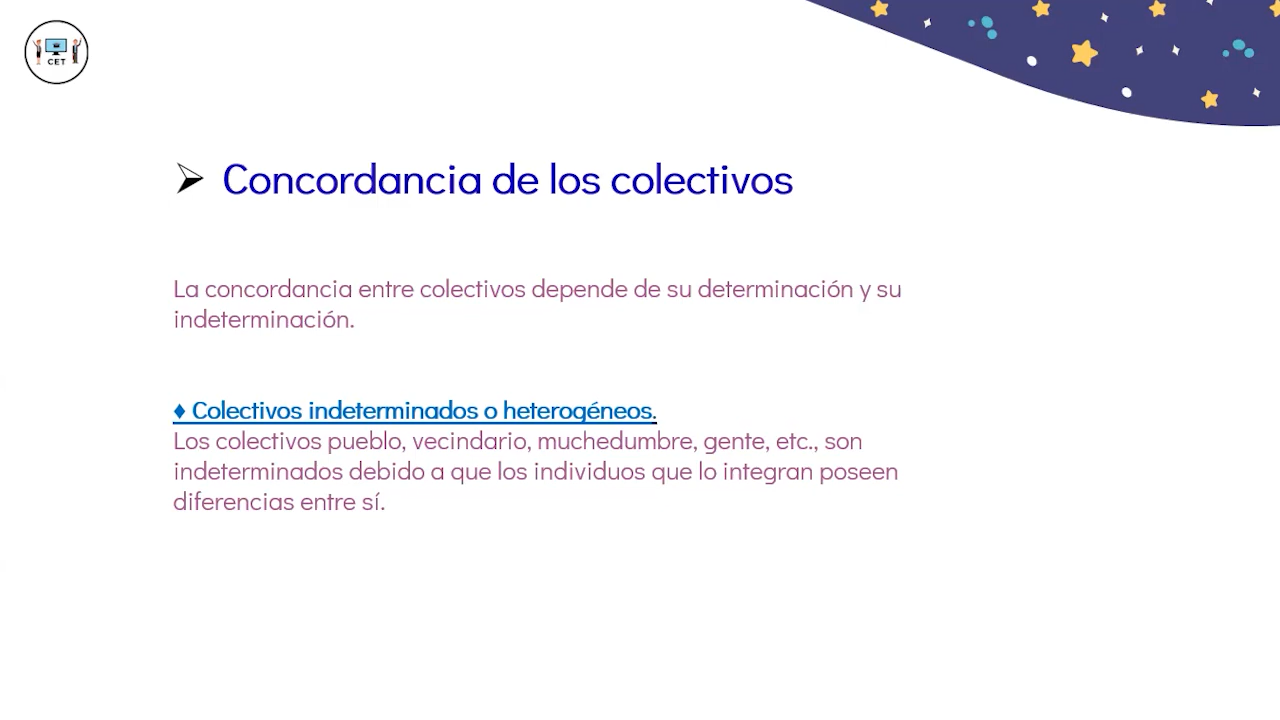 CET
➢ Concordancia de los colectivos
La concordancia entre colectivos depende de su determinación y su
indeterminación.
♦ Colectivos indeterminados o heterogéneos.
Los colectivos pueblo, vecindario, muchedumbre, gente, etc., son
indeterminados debido a que los individuos que lo integran poseen
diferencias entre sí.